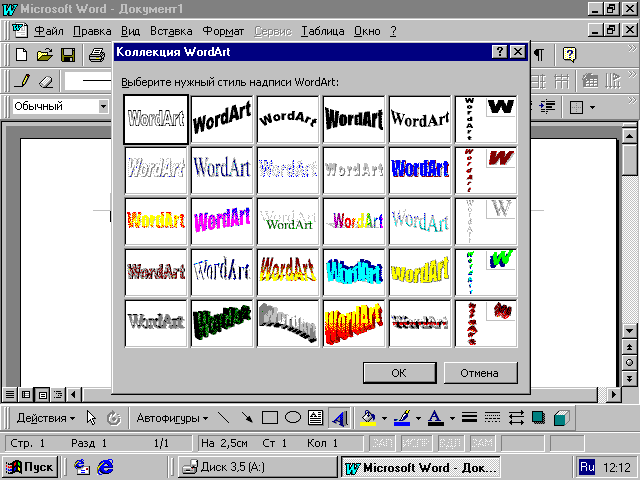 Microsoft Word - Документ1
Файл Правка Вид Вставка Формат Сервис Таблица Окно ?
Коллекция WordArt
Выберите нужный стиль надписи WordArt:
Обычный
WordArt WordArt WordArt WordArt WordArt WordArt W
WordArt WordArt WordArt WordArt WordArt WordArt W
WordArt WordArt WordArt WordArt WordArt WordArt W
WordArt WordArt WordArt WordArt WordArt WordArt W
WordArt WordArt WordArt WordArt WordArt WordArt W
OK Отмена
Действия Автофигуры
Стр. 1 Разд 1 1/1 На 2,5см Ст 1 Кол 1 ЗАП ИСПР ВДЛ ЗАМ
Пуск Диск 3,5 (A:) Microsoft Word - Док... Ru 12:12